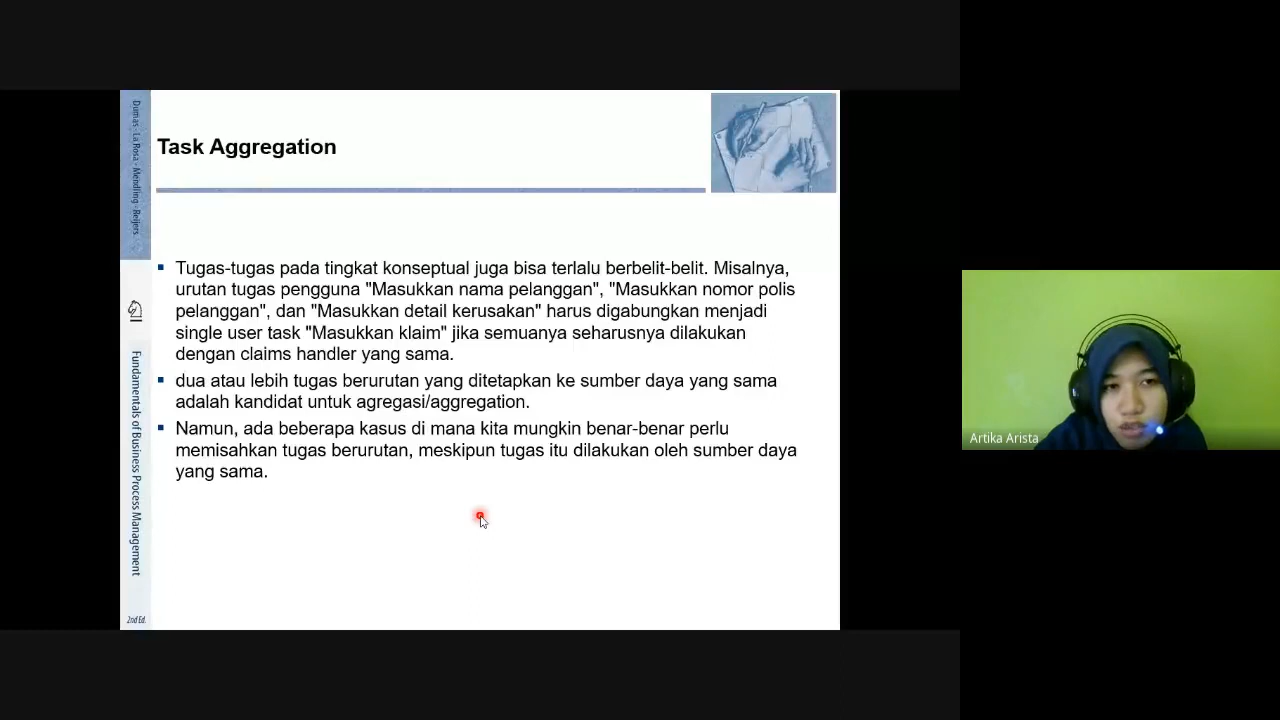 Dumas · La Rosa · Mendling · Reijers
Fundamentals of Business Process Management
2nd Ed.
Task Aggregation
Tugas-tugas pada tingkat konseptual juga bisa terlalu berbelit-belit. Misalnya,
urutan tugas pengguna "Masukkan nama pelanggan", "Masukkan nomor polis
pelanggan", dan "Masukkan detail kerusakan" harus digabungkan menjadi
single user task "Masukkan klaim" jika semuanya seharusnya dilakukan
dengan claims handler yang sama.
dua atau lebih tugas berurutan yang ditetapkan ke sumber daya yang sama
adalah kandidat untuk agregasi/aggregation.
Namun, ada beberapa kasus di mana kita mungkin benar-benar perlu
memisahkan tugas berurutan, meskipun tugas itu dilakukan oleh sumber daya
yang sama.
Artika Arista